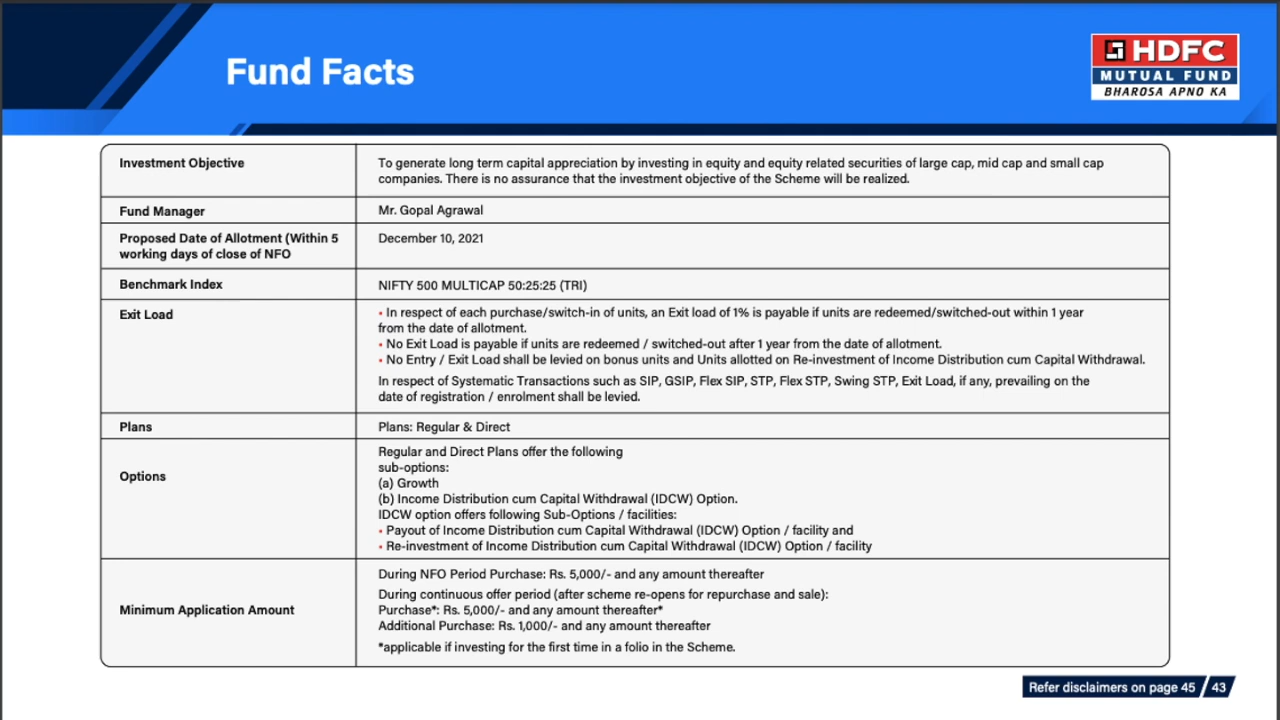 Fund Facts
HDFC
MUTUAL FUND
BHAROSA APNO KA
Investment Objective
To generate long term capital appreciation by investing in equity and equity related securities of large cap, mid cap and small cap
companies. There is no assurance that the investment objective of the Scheme will be realized.
Fund Manager
Mr. Gopal Agrawal
Proposed Date of Allotment (Within 5
working days of close of NFO
December 10, 2021
Benchmark Index
NIFTY 500 MULTICAP 50:25:25 (TRI)
Exit Load
• In respect of each purchase/switch-in of units, an Exit load of 1% is payable if units are redeemed/switched-out within 1 year
from the date of allotment.
• No Exit Load is payable if units are redeemed / switched-out after 1 year from the date of allotment.
• No Entry / Exit Load shall be levied on bonus units and Units allotted on Re-investment of Income Distribution cum Capital Withdrawal.
In respect of Systematic Transactions such as SIP, GSIP, Flex SIP, STP, Flex STP, Swing STP, Exit Load, if any, prevailing on the
date of registration / enrolment shall be levied.
Plans
Plans: Regular & Direct
Options
Regular and Direct Plans offer the following
sub-options:
(a) Growth
(b) Income Distribution cum Capital Withdrawal (IDCW) Option.
IDCW option offers following Sub-Options / facilities:
• Payout of Income Distribution cum Capital Withdrawal (IDCW) Option / facility and
• Re-investment of Income Distribution cum Capital Withdrawal (IDCW) Option / facility
Minimum Application Amount
During NFO Period Purchase: Rs. 5,000/- and any amount thereafter
During continuous offer period (after scheme re-opens for repurchase and sale):
Purchase*: Rs. 5,000/- and any amount thereafter*
Additional Purchase: Rs. 1,000/- and any amount thereafter
*applicable if investing for the first time in a folio in the Scheme.
Refer disclaimers on page 45
43